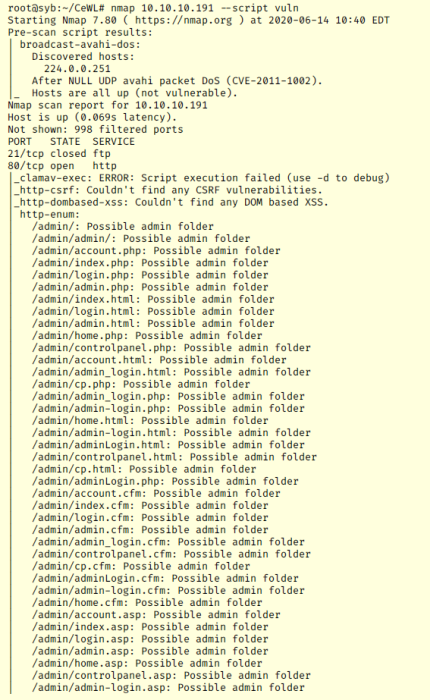 root@syb:~/CeWL# nmap 10.10.10.191 --script vuln
Starting Nmap 7.80 ( https://nmap.org ) at 2020-06-14 10:40 EDT
Pre-scan script results:
| broadcast-avahi-dos:
|   Discovered hosts:
|     224.0.0.251
|   After NULL UDP avahi packet DoS (CVE-2011-1002).
|_  Hosts are all up (not vulnerable).
Nmap scan report for 10.10.10.191
Host is up (0.069s latency).
Not shown: 998 filtered ports
PORT   STATE  SERVICE
21/tcp closed ftp
80/tcp open   http
|_clamav-exec: ERROR: Script execution failed (use -d to debug)
|_http-csrf: Couldn't find any CSRF vulnerabilities.
|_http-dombased-xss: Couldn't find any DOM based XSS.
| http-enum:
|   /admin/: Possible admin folder
|   /admin/admin/: Possible admin folder
|   /admin/account.php: Possible admin folder
|   /admin/index.php: Possible admin folder
|   /admin/login.php: Possible admin folder
|   /admin/admin.php: Possible admin folder
|   /admin/index.html: Possible admin folder
|   /admin/login.html: Possible admin folder
|   /admin/admin.html: Possible admin folder
|   /admin/home.php: Possible admin folder
|   /admin/controlpanel.php: Possible admin folder
|   /admin/account.html: Possible admin folder
|   /admin/admin_login.html: Possible admin folder
|   /admin/cp.php: Possible admin folder
|   /admin/admin_login.php: Possible admin folder
|   /admin/admin-login.php: Possible admin folder
|   /admin/home.html: Possible admin folder
|   /admin/admin-login.html: Possible admin folder
|   /admin/adminLogin.html: Possible admin folder
|   /admin/controlpanel.html: Possible admin folder
|   /admin/cp.html: Possible admin folder
|   /admin/adminLogin.php: Possible admin folder
|   /admin/account.cfm: Possible admin folder
|   /admin/index.cfm: Possible admin folder
|   /admin/login.cfm: Possible admin folder
|   /admin/admin.cfm: Possible admin folder
|   /admin/admin_login.cfm: Possible admin folder
|   /admin/controlpanel.cfm: Possible admin folder
|   /admin/cp.cfm: Possible admin folder
|   /admin/adminLogin.cfm: Possible admin folder
|   /admin/admin-login.cfm: Possible admin folder
|   /admin/home.cfm: Possible admin folder
|   /admin/account.asp: Possible admin folder
|   /admin/index.asp: Possible admin folder
|   /admin/login.asp: Possible admin folder
|   /admin/admin.asp: Possible admin folder
|   /admin/home.asp: Possible admin folder
|   /admin/controlpanel.asp: Possible admin folder
|   /admin/admin-login.asp: Possible admin folder